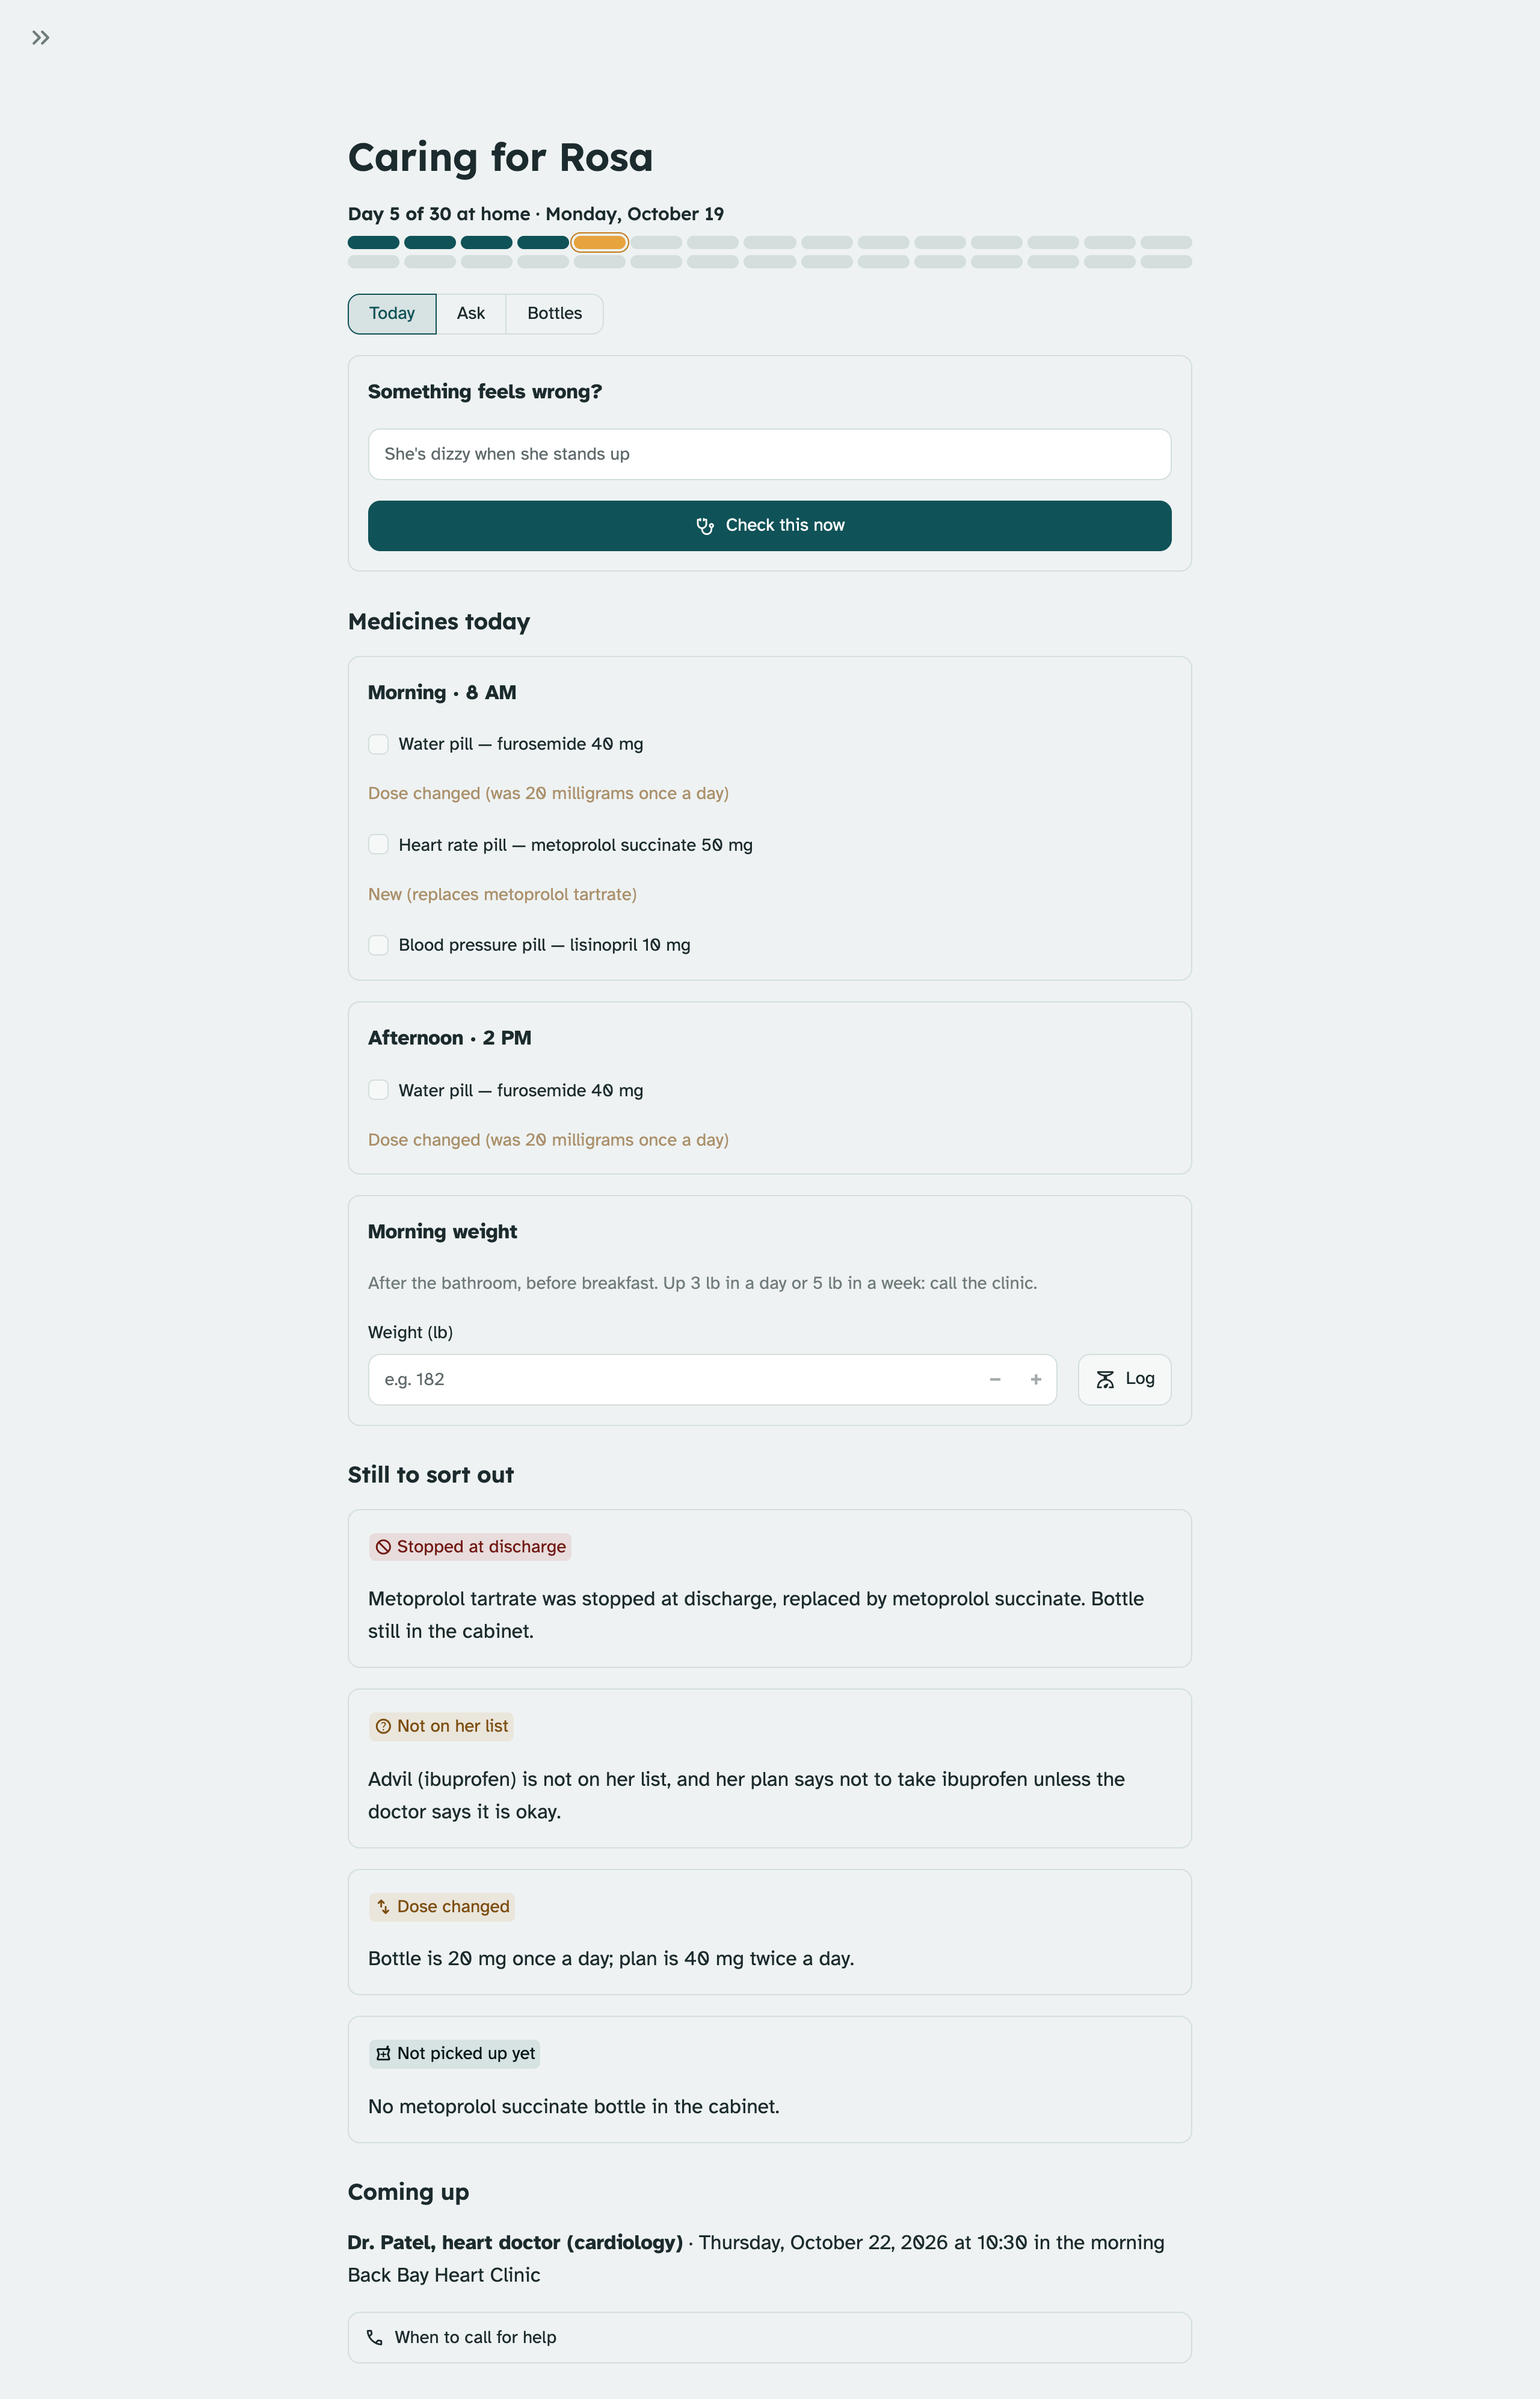 Caring for Rosa
Day 5 of 30 at home · Monday, October 19
Today
Ask
Bottles
Something feels wrong?
She's dizzy when she stands up
Check this now
Medicines today
Morning · 8 AM
Water pill — furosemide 40 mg
Dose changed (was 20 milligrams once a day)
Heart rate pill — metoprolol succinate 50 mg
New (replaces metoprolol tartrate)
Blood pressure pill — lisinopril 10 mg
Afternoon · 2 PM
Water pill — furosemide 40 mg
Dose changed (was 20 milligrams once a day)
Morning weight
After the bathroom, before breakfast. Up 3 lb in a day or 5 lb in a week: call the clinic.
Weight (lb)
e.g. 182
Log
Still to sort out
Stopped at discharge
Metoprolol tartrate was stopped at discharge, replaced by metoprolol succinate. Bottle
still in the cabinet.
Not on her list
Advil (ibuprofen) is not on her list, and her plan says not to take ibuprofen unless the
doctor says it is okay.
Dose changed
Bottle is 20 mg once a day; plan is 40 mg twice a day.
Not picked up yet
No metoprolol succinate bottle in the cabinet.
Coming up
Dr. Patel, heart doctor (cardiology) · Thursday, October 22, 2026 at 10:30 in the morning
Back Bay Heart Clinic
When to call for help